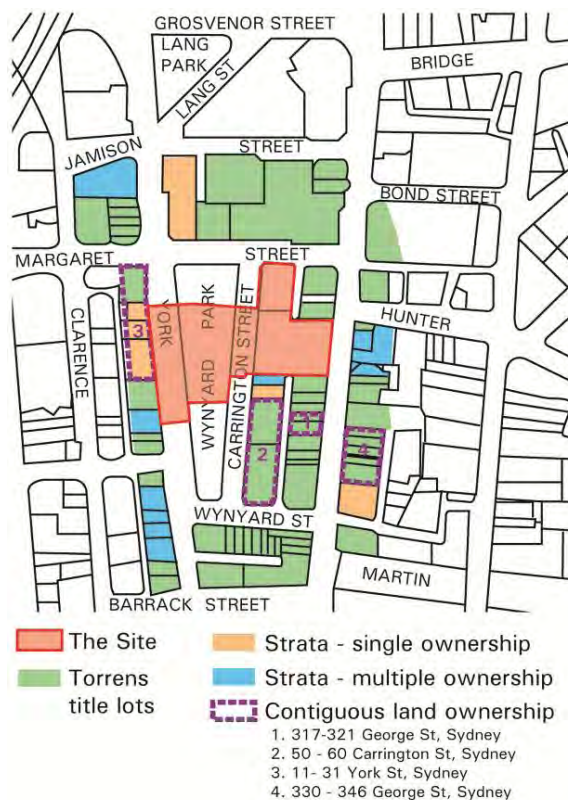 GROSVENOR STREET
LANG
PARK
LANG ST
BRIDGE
JAMISON
STREET
BOND STREET
MARGARET
STREET
CLARENCE
3
YORK
WYNYARD PARK
CARRINGTON STREET
HUNTER
1
2
4
WYNYARD ST
MARTIN
BARRACK STREET
The Site
Strata - single ownership
Torrens
title lots
Strata - multiple ownership
Contiguous land ownership
1. 317-321 George St, Sydney
2. 50 - 60 Carrington St, Sydney
3. 11- 31 York St, Sydney
4. 330 - 346 George St, Sydney